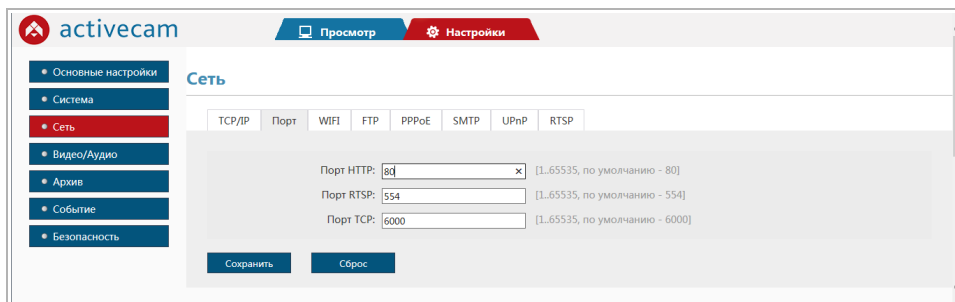 activecam
Просмотр
Настройки
Основные настройки
Система
Сеть
Видео/Аудио
Архив
Событие
Безопасность
Сеть
TCP/IP Порт WIFI FTP PPPoE SMTP UPnP RTSP
Порт HTTP: 80 × [1..65535, по умолчанию - 80]
Порт RTSP: 554 [1..65535, по умолчанию - 554]
Порт TCP: 6000 [1..65535, по умолчанию - 6000]
Сохранить Сброс